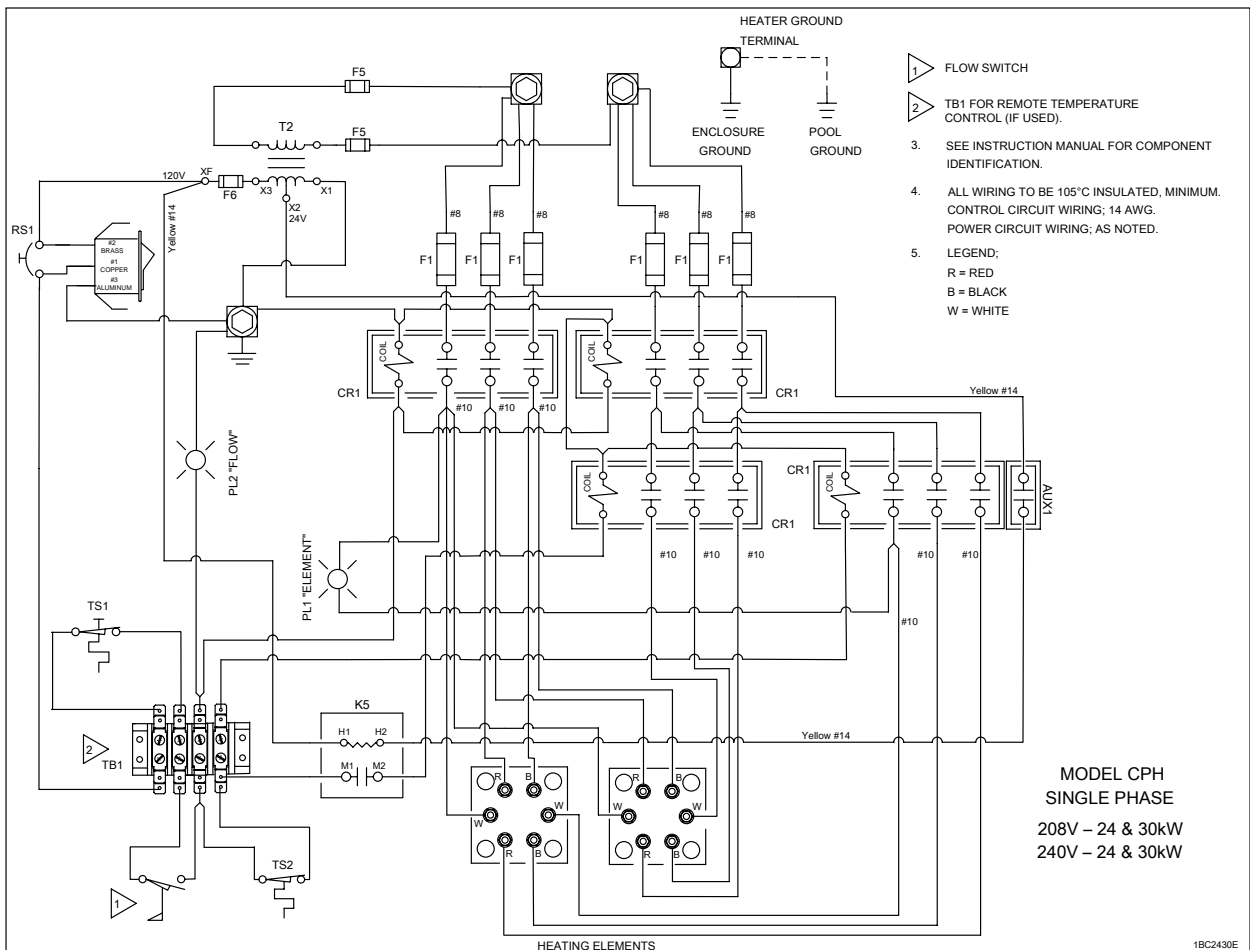 HEATER GROUND
TERMINAL
ENCLOSURE
GROUND
POOL
GROUND
1 FLOW SWITCH
2 TB1 FOR REMOTE TEMPERATURE
CONTROL (IF USED).
3. SEE INSTRUCTION MANUAL FOR COMPONENT
IDENTIFICATION.
4. ALL WIRING TO BE 105°C INSULATED, MINIMUM.
CONTROL CIRCUIT WIRING; 14 AWG.
POWER CIRCUIT WIRING; AS NOTED.
5. LEGEND;
R = RED
B = BLACK
W = WHITE
F5
T2
F5
120V
XF
F6
X3
X1
X2
24V
Yellow #14
RS1
#2
BRASS
#1
COPPER
#3
ALUMINUM
#8
#8
#8
#8
F1
F1
F1
F1
F1
F1
COIL
CR1
#10
#10
#10
COIL
CR1
Yellow #14
COIL
CR1
CR1
COIL
AUX1
#10
#10
#10
#10
#10
#10
PL2 "FLOW"
PL1 "ELEMENT"
TS1
2
TB1
K5
H1
H2
M1
M2
Yellow #14
R
B
W
W
R
B
R
B
W
W
R
B
TS2
1
HEATING ELEMENTS
MODEL CPH
SINGLE PHASE
208V – 24 & 30kW
240V – 24 & 30kW
1BC2430E